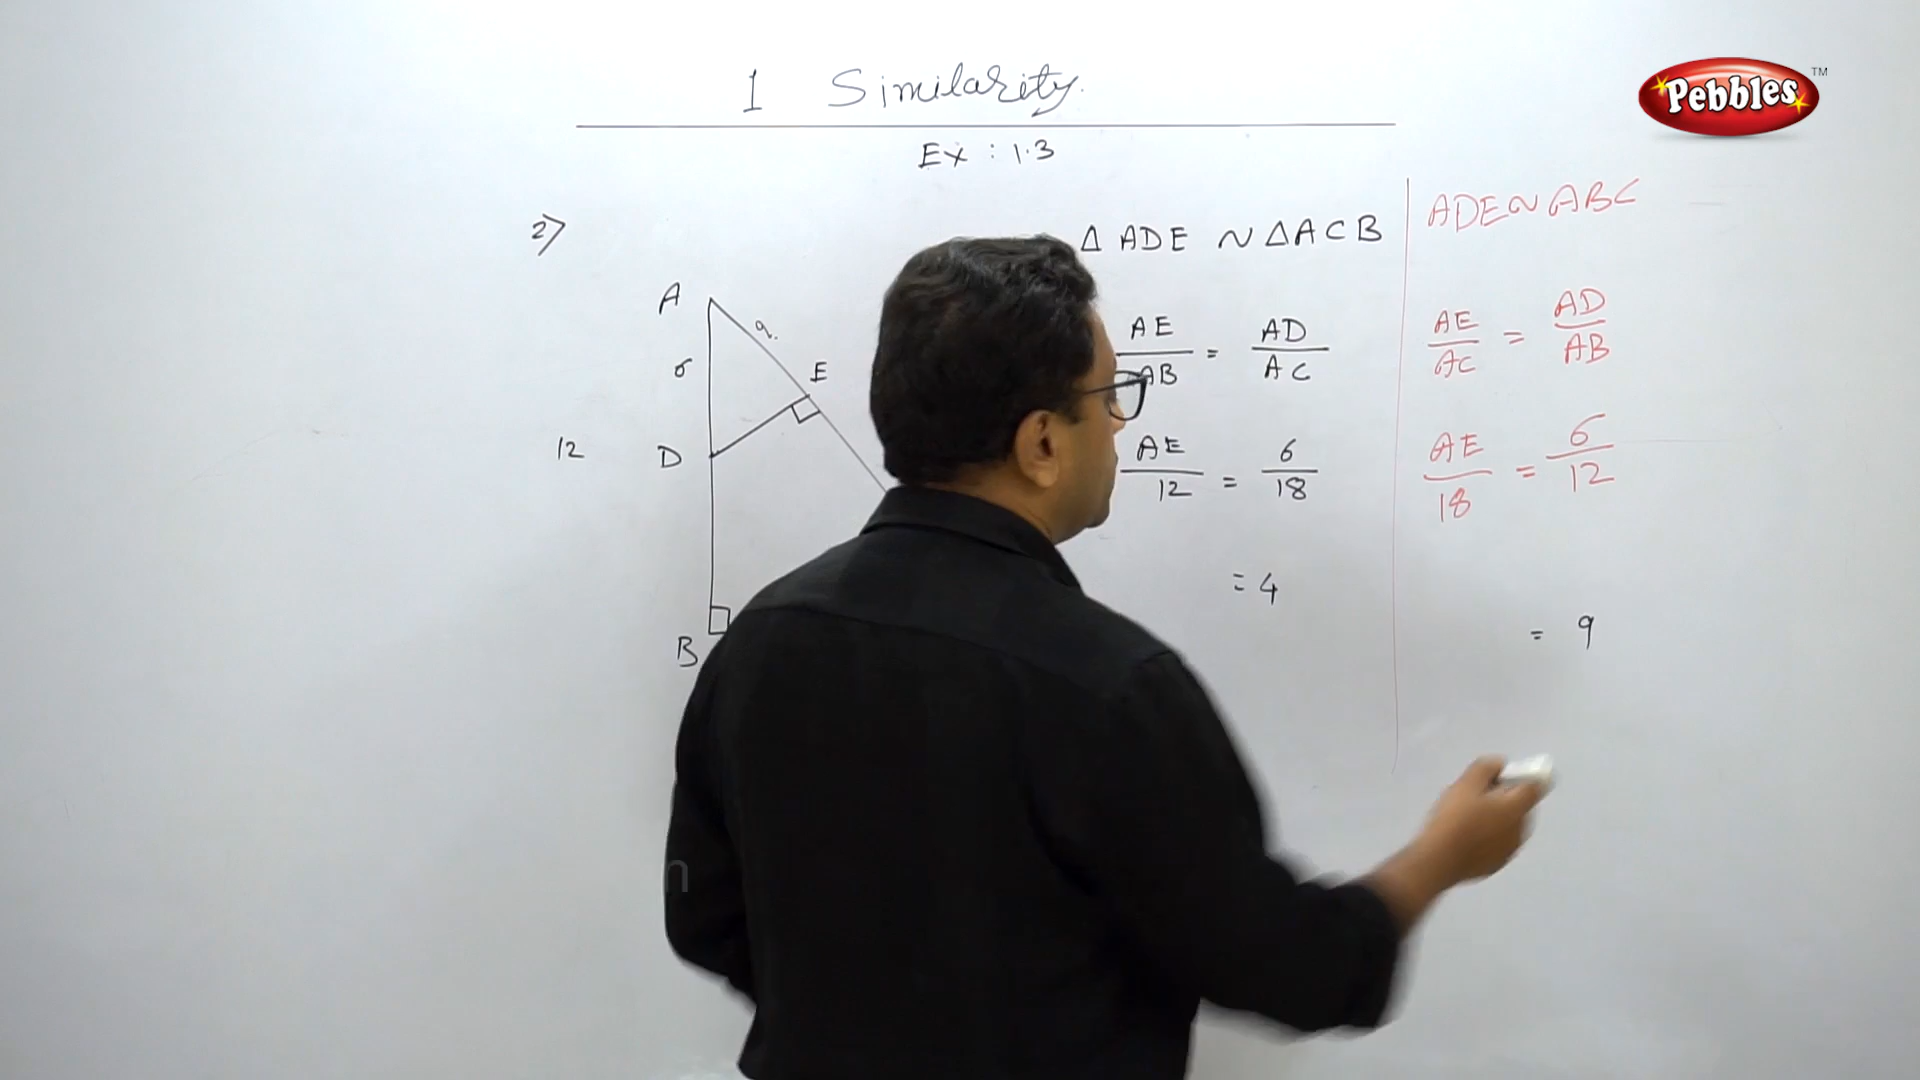 1 Similarity.
Pebbles TM
Ex : 1.3
2)
Δ ADE ~ Δ ACB
ADE ~ ABC
A
9
6
E
12
D
B
AE/AB = AD/AC
AE/12 = 6/18
= 4
AE/AC = AD/AB
AE/18 = 6/12
= 9